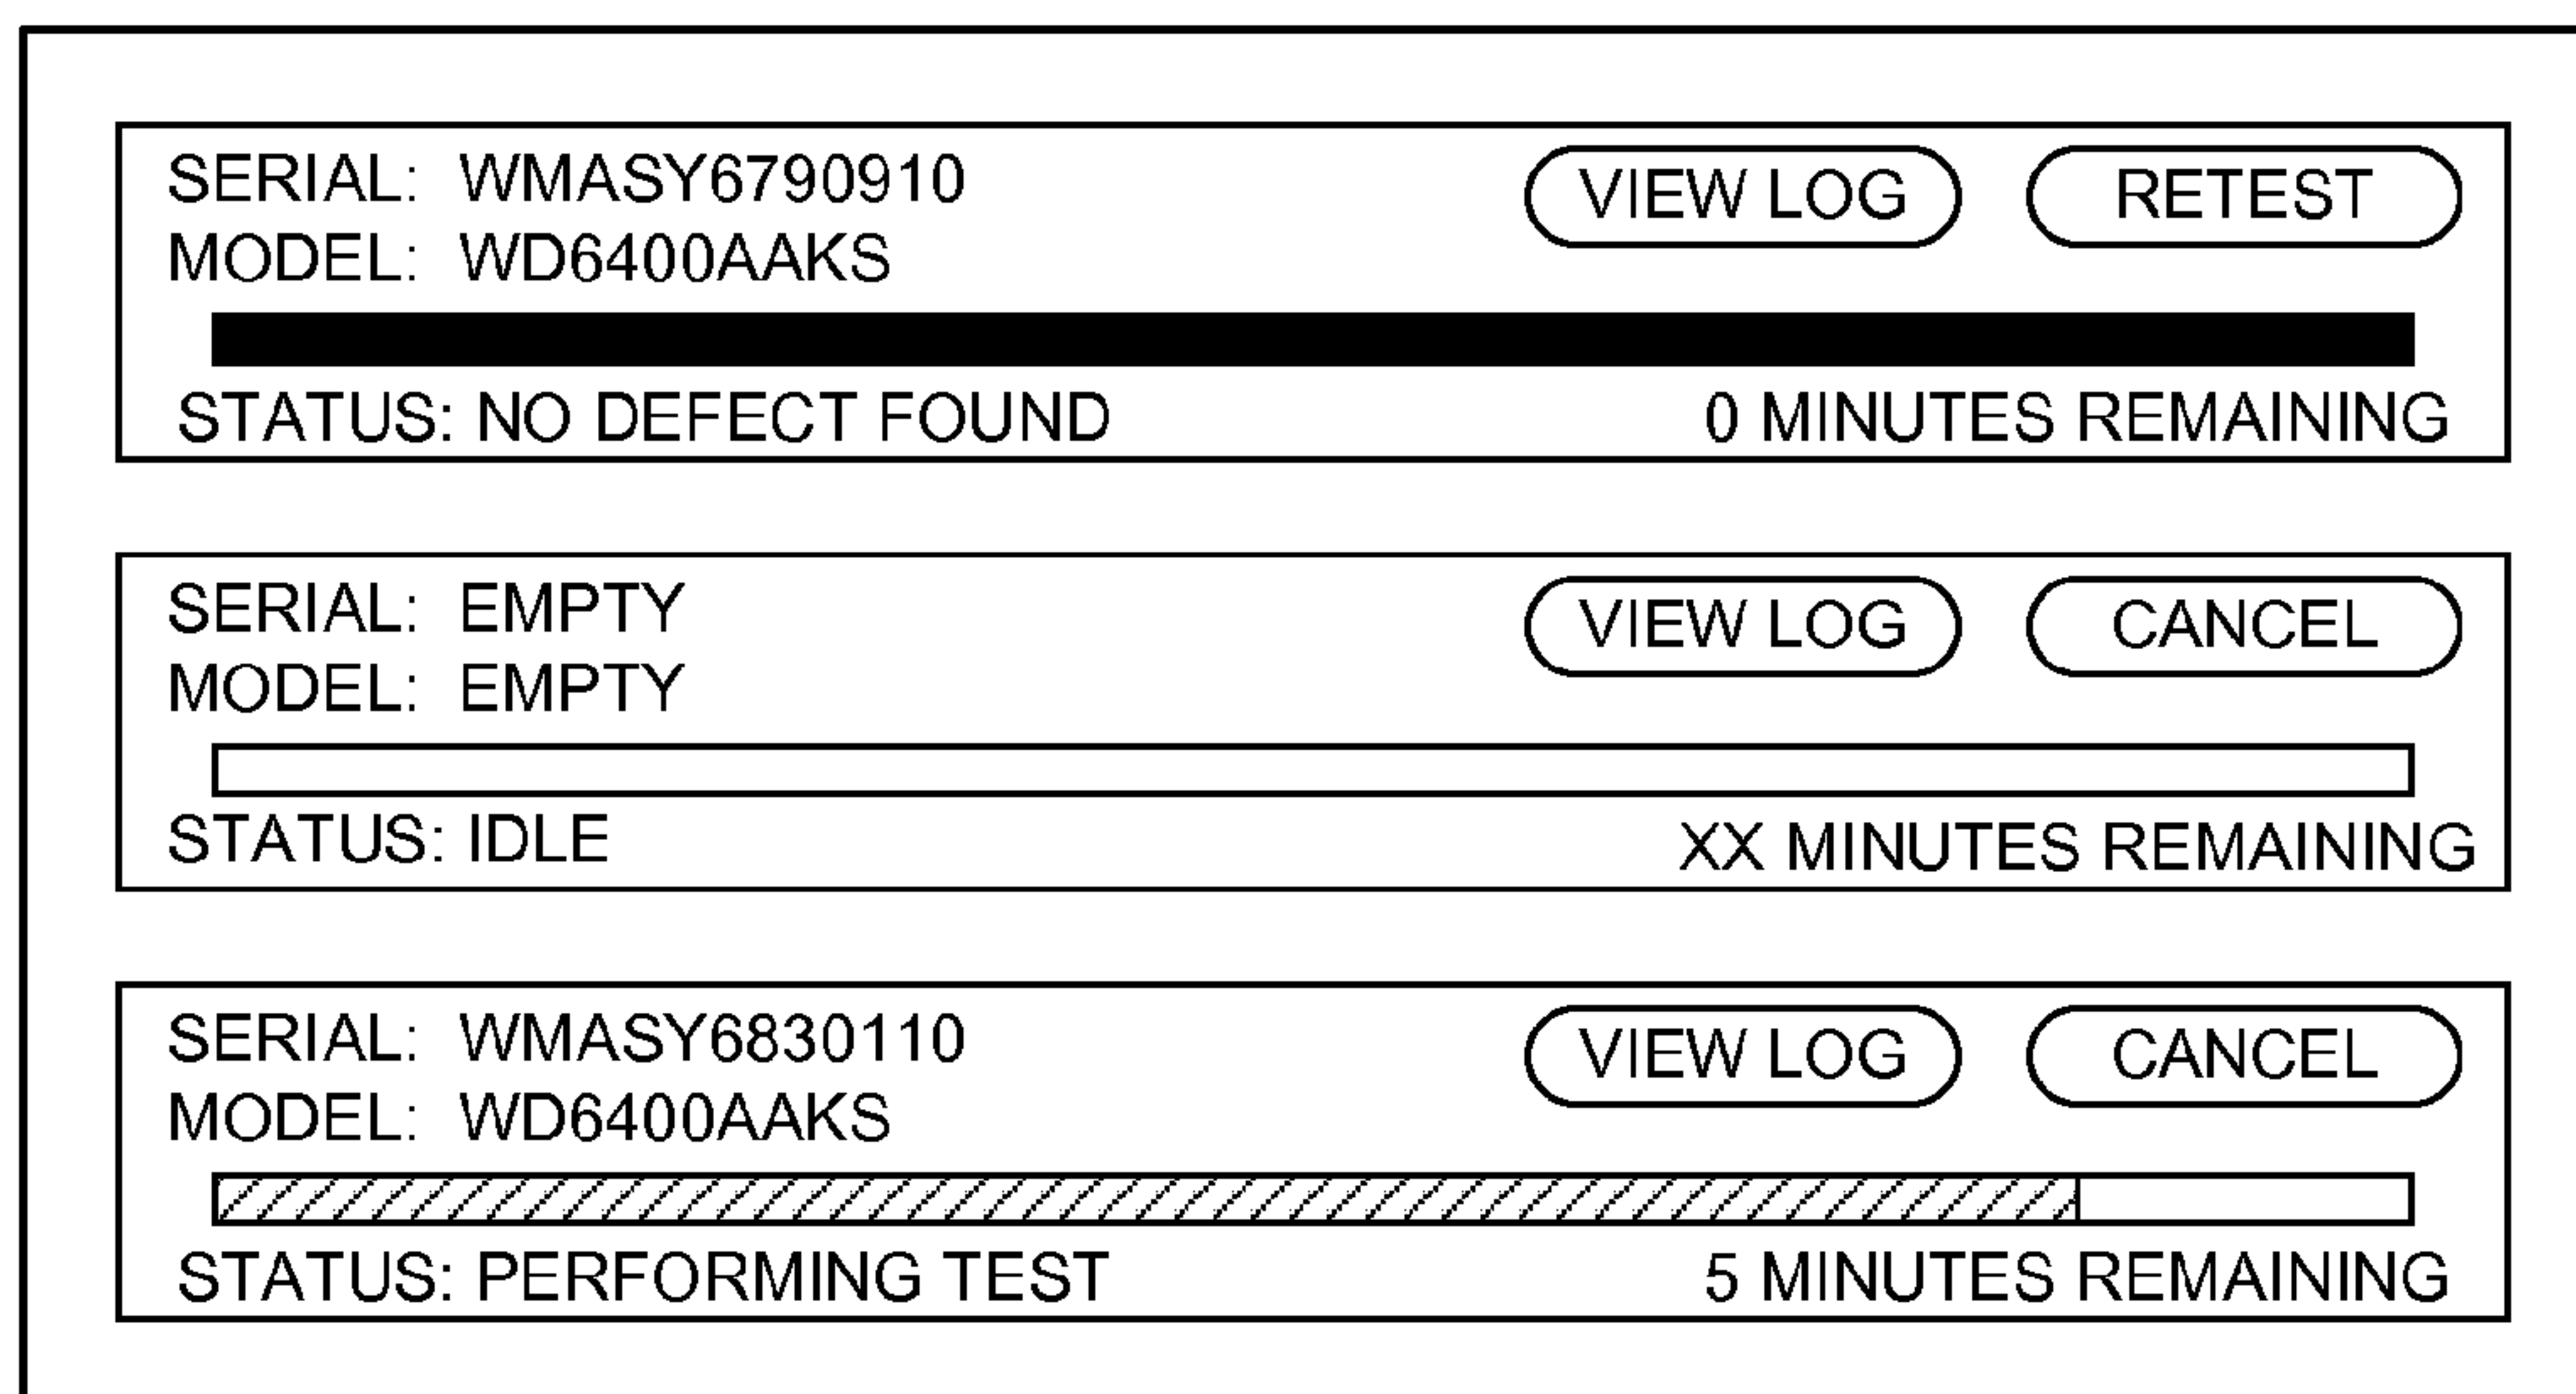 SERIAL: WMASY6790910 VIEW LOG RETEST
MODEL: WD6400AAKS
STATUS: NO DEFECT FOUND 0 MINUTES REMAINING
SERIAL: EMPTY VIEW LOG CANCEL
MODEL: EMPTY
STATUS: IDLE XX MINUTES REMAINING
SERIAL: WMASY6830110 VIEW LOG CANCEL
MODEL: WD6400AAKS
STATUS: PERFORMING TEST 5 MINUTES REMAINING